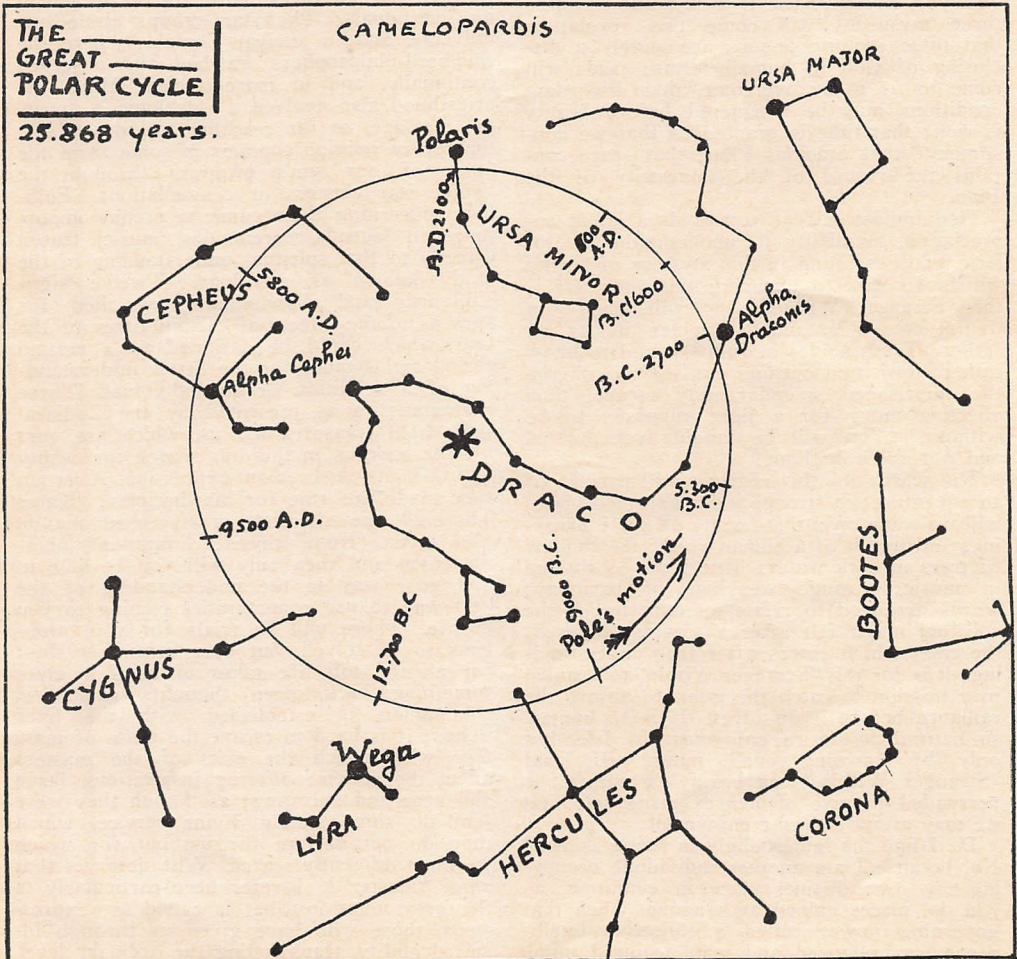 THE
GREAT
POLAR CYCLE
25.868 years.
CAMELOPARDIS
URSA MAJOR
Polaris
A.D. 2100
URSA MINOR
800
A.D.
B.C. 1600
CEPHEUS
5800 A.D.
Alpha Cephei
Alpha
Draconis
B.C. 2700
DRACO
5.300
B.C.
9500 A.D.
9000 B.C.
Pole's motion
BOOTES
12.700 B.C
CYGNUS
Wega
LYRA
HERCULES
CORONA